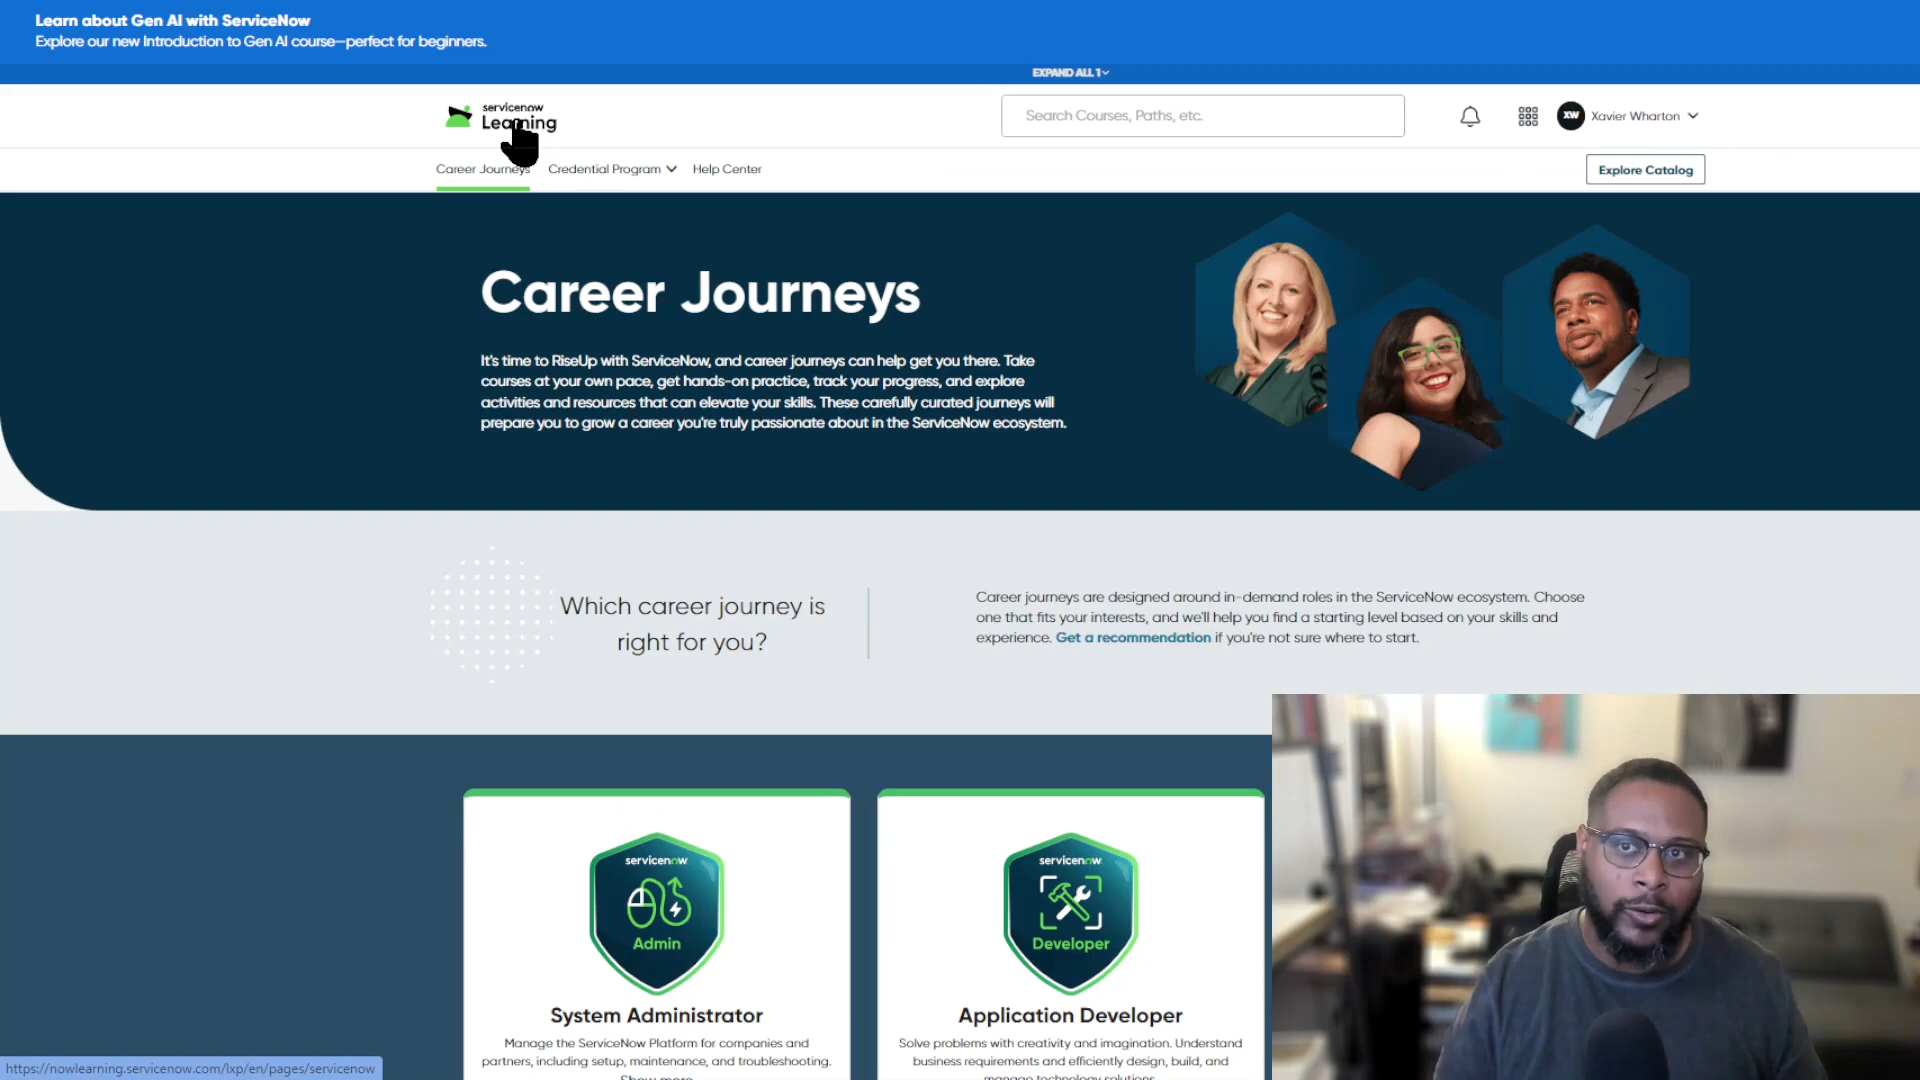 Learn about Gen AI with ServiceNow
Explore our new Introduction to Gen AI course—perfect for beginners.
EXPAND ALL 1
servicenow
Learning
Search Courses, Paths, etc.
XW
Xavier Wharton
Career Journeys
Credential Program
Help Center
Explore Catalog
Career Journeys
It's time to RiseUp with ServiceNow, and career journeys can help get you there. Take
courses at your own pace, get hands-on practice, track your progress, and explore
activities and resources that can elevate your skills. These carefully curated journeys will
prepare you to grow a career you're truly passionate about in the ServiceNow ecosystem.
Which career journey is
right for you?
Career journeys are designed around in-demand roles in the ServiceNow ecosystem. Choose
one that fits your interests, and we'll help you find a starting level based on your skills and
experience. Get a recommendation if you're not sure where to start.
servicenow
Admin
System Administrator
Manage the ServiceNow Platform for companies and
partners, including setup, maintenance, and troubleshooting.
Show more
servicenow
Developer
Application Developer
Solve problems with creativity and imagination. Understand
business requirements and efficiently design, build, and
manage technology solutions.
https://nowlearning.servicenow.com/lxp/en/pages/servicenow